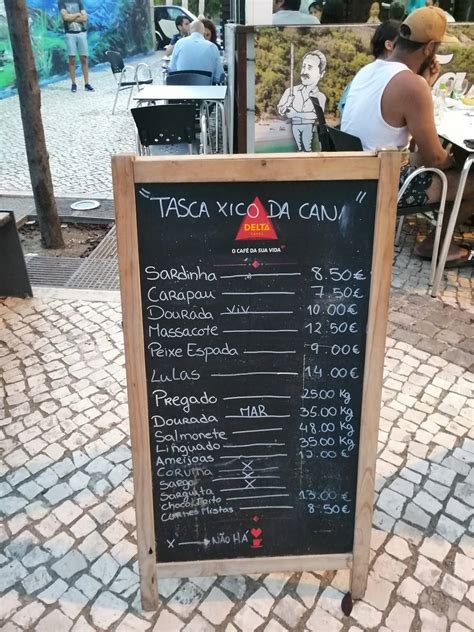 "TASCA XICO DA CANA"
DELTA
CAFÉS
O CAFÉ DA SUA VIDA
Sardinha 8.50€
Carapau 7.50€
Dourada viv 10.00€
Massacote 12.50€
Peixe Espada 9.00€
Lulas 14.00€
Pregado 25.00 Kg
Dourada MAR 35.00 Kg
Salmonete 48.00 Kg
Linguado 35.00 Kg
Ameijoas 12.00€
CORVINA X
Sargo X
Sarguita X
Choco Frito 13.00€
Carnes Mistas 8.50€
X → NÃO HÁ